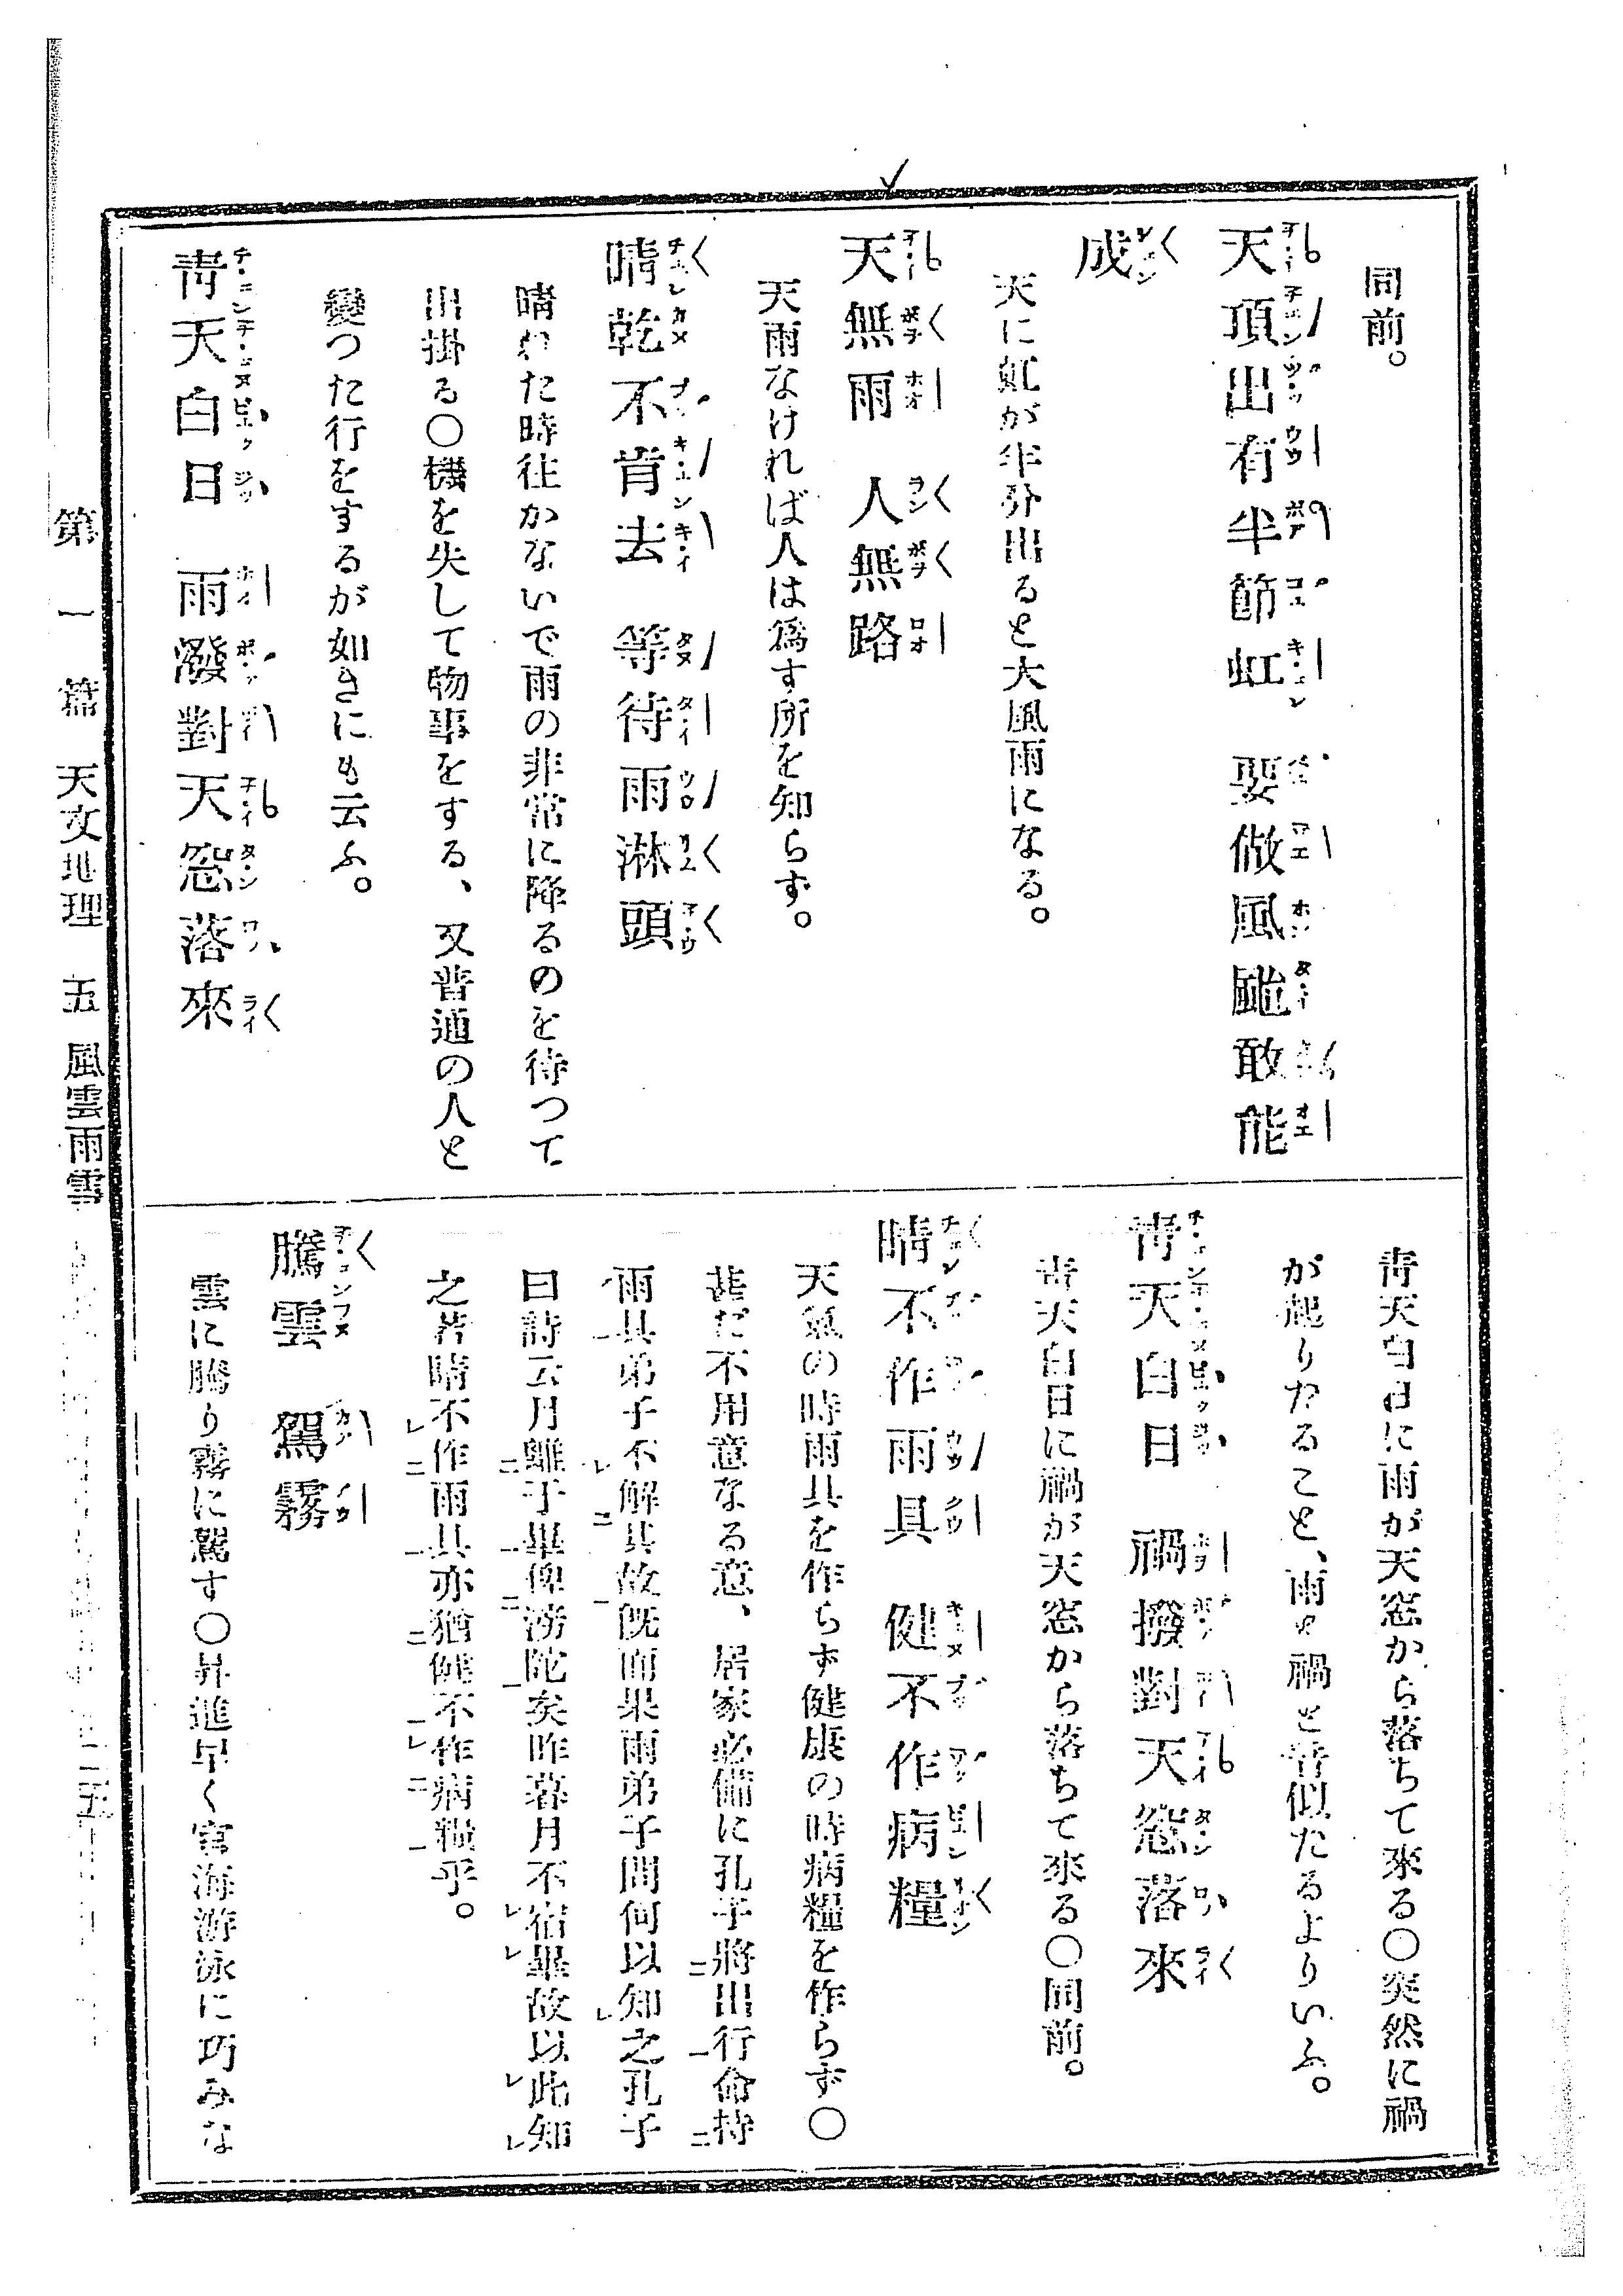 同前。
天頂出有半節虹　要做風颱敢能
成
天に虹が半分出ると大風雨になる。
天無雨　人無路
天雨なければ人は爲す所を知らず。
晴乾不肯去　等待雨淋頭
晴れた時往かないで雨の非常に降るのを待つて
出掛る〇機を失して物事をする、又普通の人と
變つた行をするが如きにも云ふ。
靑天白日　雨潑對天窓落來
靑天白日に雨が天窓から落ちて來る〇突然に禍
が起りたること、雨は禍と音似たるよりいふ。
靑天白日　禍撥對天窓落來
靑天白日に禍が天窓から落ちて來る〇同前。
晴不作雨具　健不作病糧
天氣の時雨具を作らず健康の時病糧を作らず〇
甚だ不用意なる意、居家必備に孔子將出行命持
雨具弟子不解其故旣而果雨弟子問何以知之孔子
曰詩云月離于畢俾滂陀矣昨暮月不宿畢故以此知
之若晴不作雨具亦猶健不作病糧乎。
騰雲　駕霧
雲に騰り霧に駕す〇昇進早く官海游泳に巧みな
第一篇　天文地理　五　風雲雨雪
二五